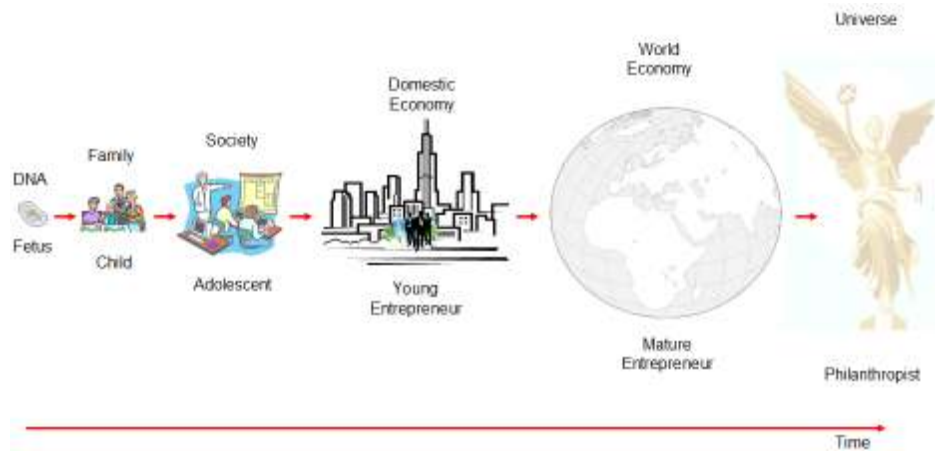 DNA
Fetus
Family
Child
Society
Adolescent
Domestic
Economy
Young
Entrepreneur
World
Economy
Mature
Entrepreneur
Universe
Philanthropist
Time